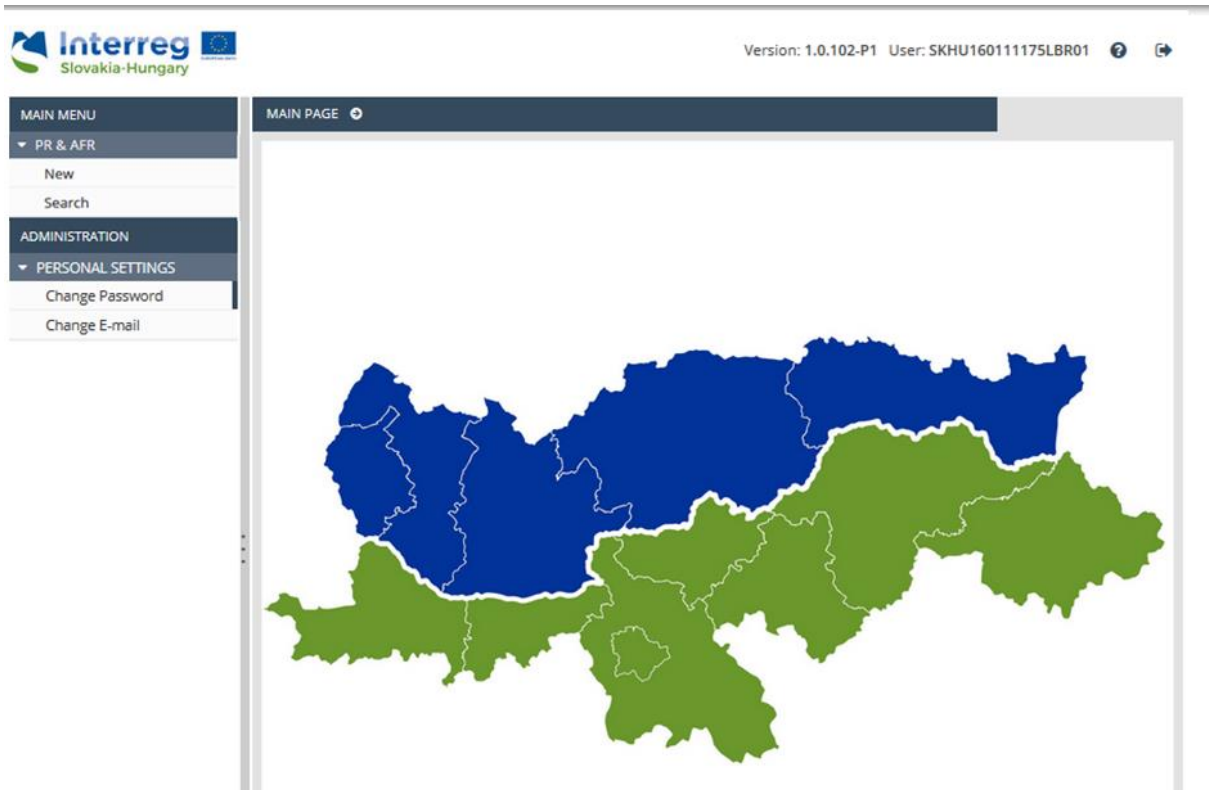 Interreg
Slovakia-Hungary
Version: 1.0.102-P1 User: SKHU160111175LBR01
MAIN MENU
PR & AFR
New
Search
ADMINISTRATION
PERSONAL SETTINGS
Change Password
Change E-mail
MAIN PAGE